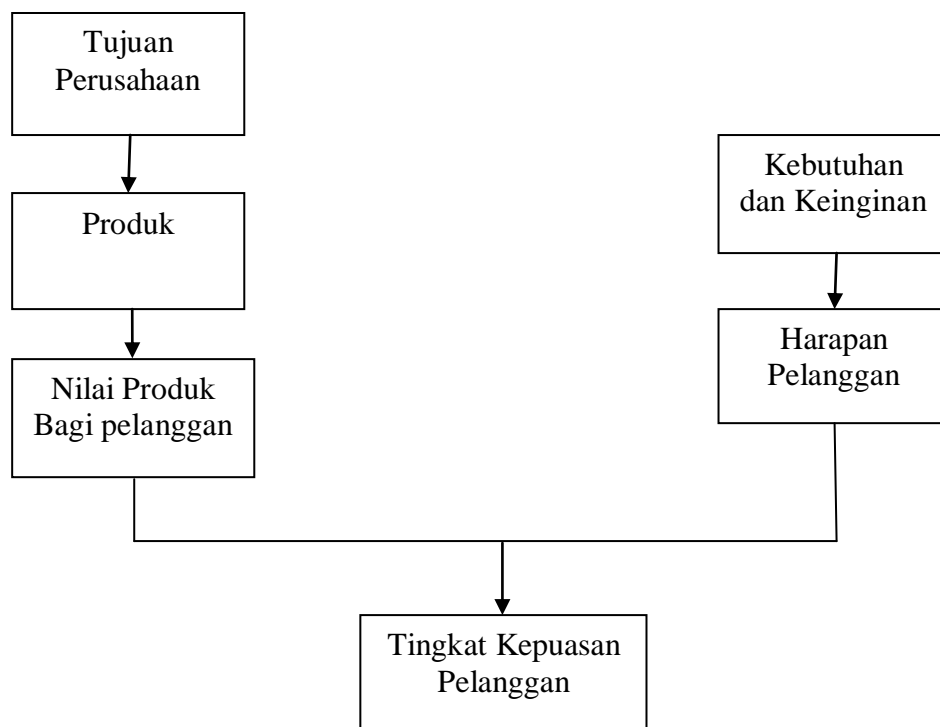 Tujuan
Perusahaan
Produk
Nilai Produk
Bagi pelanggan
Kebutuhan
dan Keinginan
Harapan
Pelanggan
Tingkat Kepuasan
Pelanggan